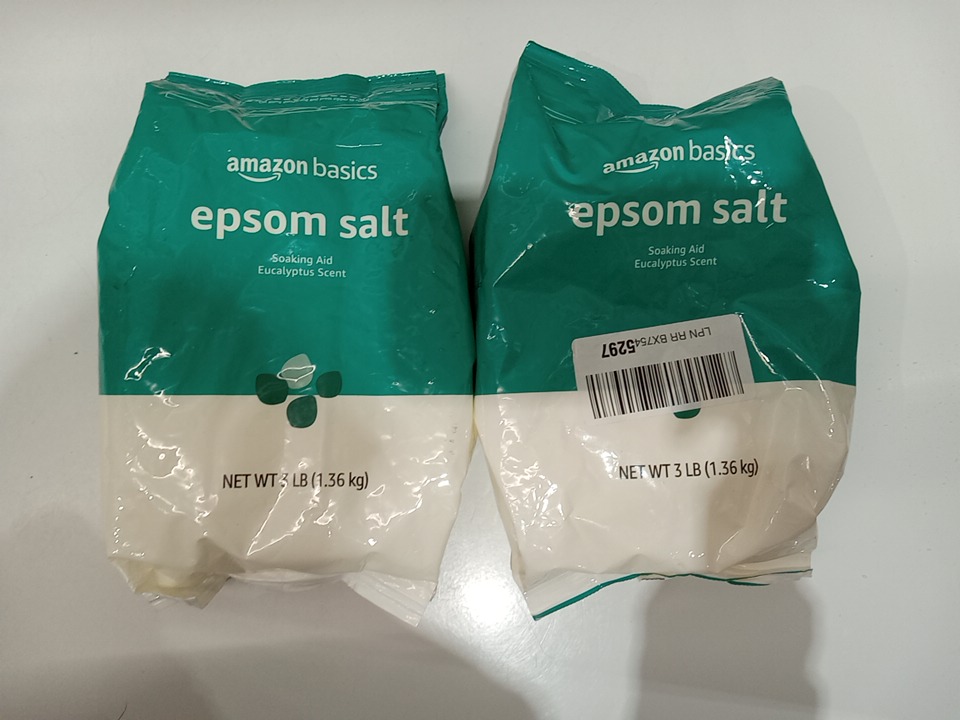 amazon basics
epsom salt
Soaking Aid
Eucalyptus Scent
NET WT 3 LB (1.36 kg)
amazon basics
epsom salt
Soaking Aid
Eucalyptus Scent
LPN RR BX7545297
NET WT 3 LB (1.36 kg)